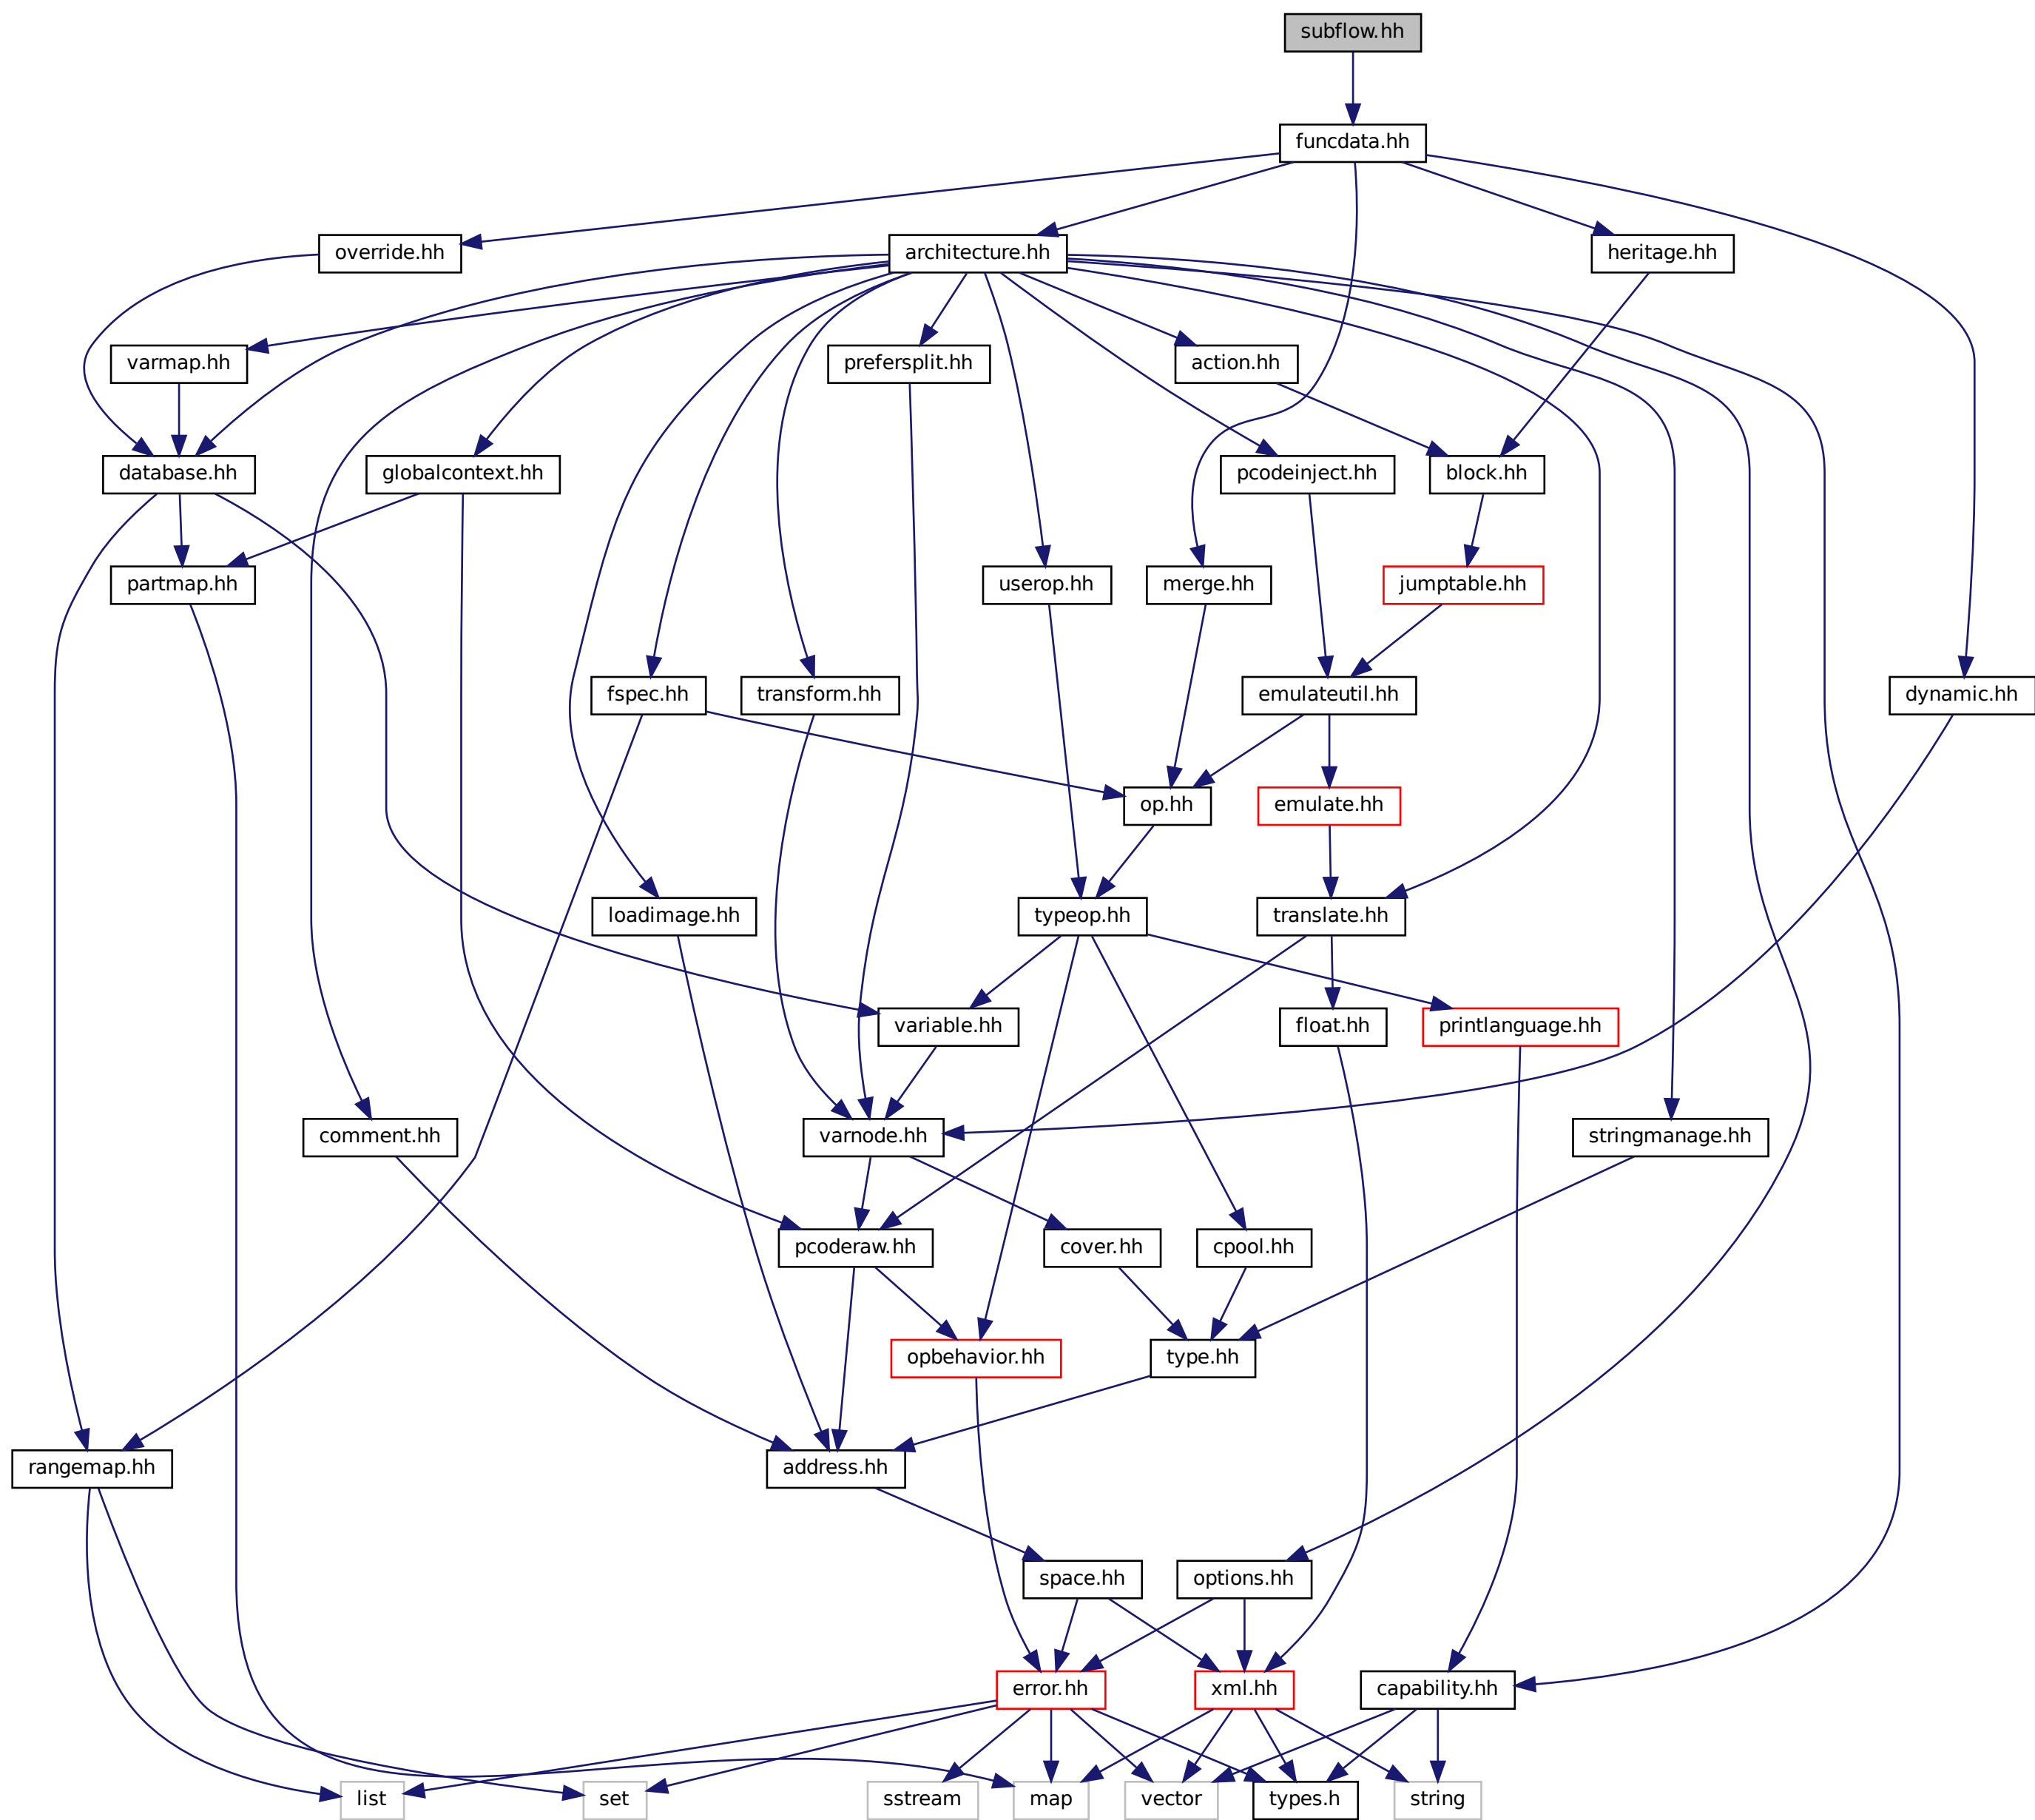 subflow.hh
funcdata.hh
override.hh
architecture.hh
heritage.hh
varmap.hh
prefersplit.hh
action.hh
database.hh
globalcontext.hh
pcodeinject.hh
block.hh
partmap.hh
userop.hh
merge.hh
jumptable.hh
fspec.hh
transform.hh
emulateutil.hh
dynamic.hh
op.hh
emulate.hh
loadimage.hh
typeop.hh
translate.hh
variable.hh
float.hh
printlanguage.hh
comment.hh
varnode.hh
stringmanage.hh
pcoderaw.hh
cover.hh
cpool.hh
opbehavior.hh
type.hh
rangemap.hh
address.hh
space.hh
options.hh
error.hh
xml.hh
capability.hh
list
set
sstream
map
vector
types.h
string